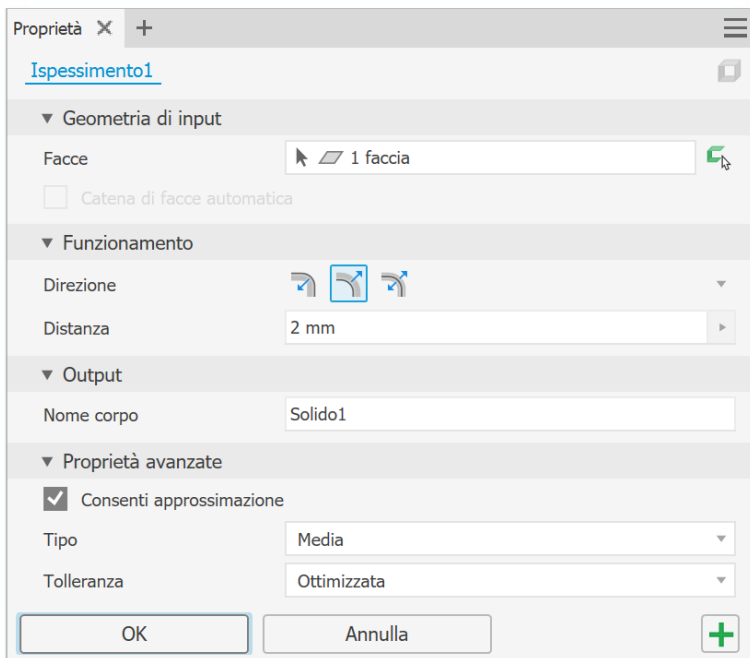 Proprietà
Ispessimento1
Geometria di input
Facce 1 faccia
Catena di facce automatica
Funzionamento
Direzione
Distanza 2 mm
Output
Nome corpo Solido1
Proprietà avanzate
Consenti approssimazione
Tipo Media
Tolleranza Ottimizzata
OK Annulla